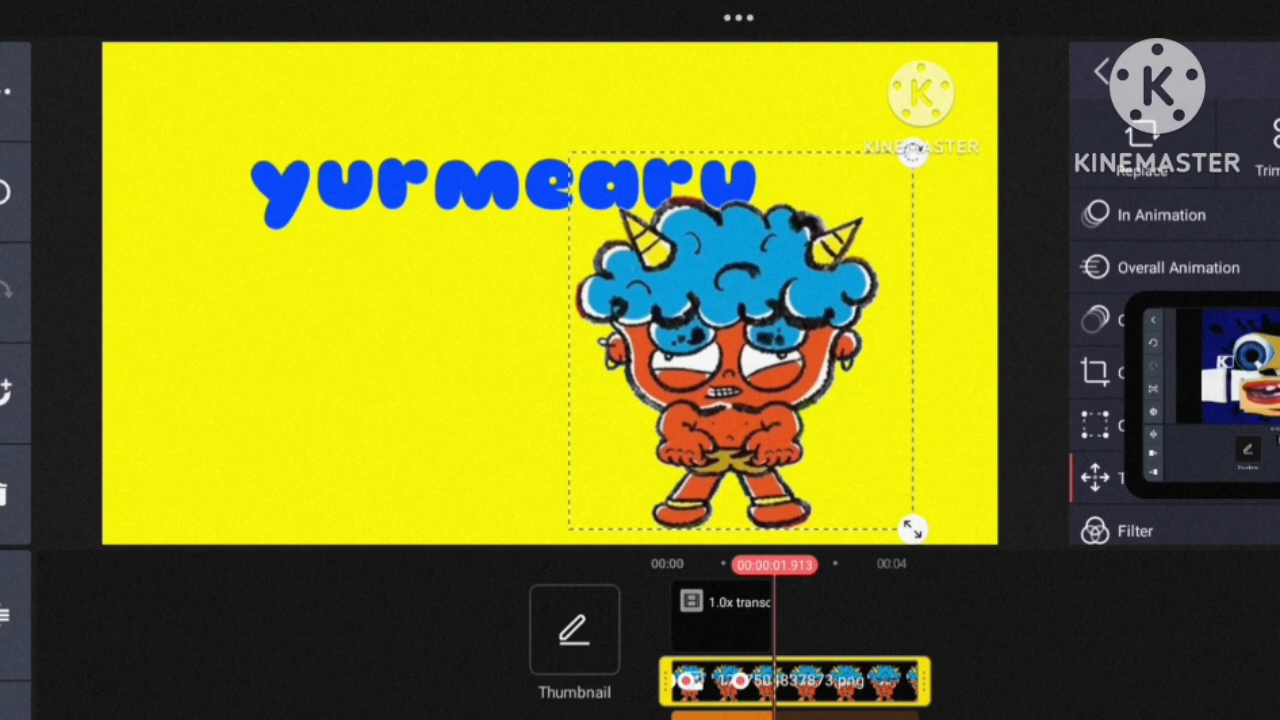 KINEMASTER
yurmearu
KINEMASTER
Replace
Trim
In Animation
Overall Animation
Filter
00:00
00:00:01.913
00:04
1.0x transc
Thumbnail